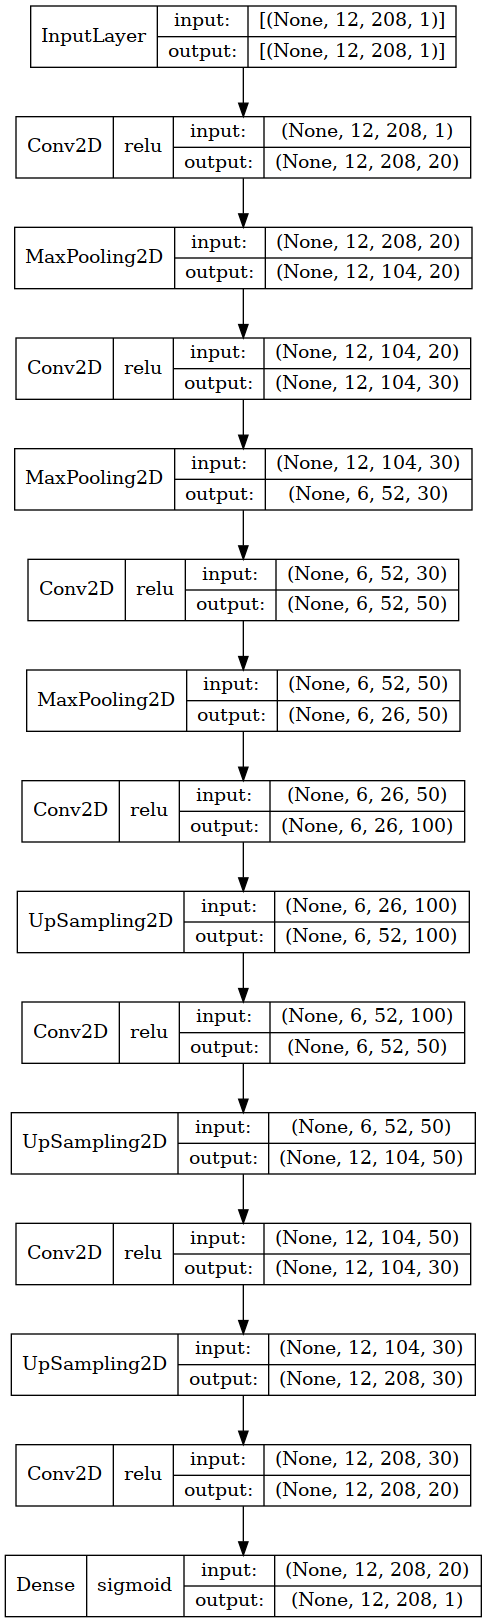 InputLayer input: [(None, 12, 208, 1)]
output: [(None, 12, 208, 1)]
Conv2D relu input: (None, 12, 208, 1)
output: (None, 12, 208, 20)
MaxPooling2D input: (None, 12, 208, 20)
output: (None, 12, 104, 20)
Conv2D relu input: (None, 12, 104, 20)
output: (None, 12, 104, 30)
MaxPooling2D input: (None, 12, 104, 30)
output: (None, 6, 52, 30)
Conv2D relu input: (None, 6, 52, 30)
output: (None, 6, 52, 50)
MaxPooling2D input: (None, 6, 52, 50)
output: (None, 6, 26, 50)
Conv2D relu input: (None, 6, 26, 50)
output: (None, 6, 26, 100)
UpSampling2D input: (None, 6, 26, 100)
output: (None, 6, 52, 100)
Conv2D relu input: (None, 6, 52, 100)
output: (None, 6, 52, 50)
UpSampling2D input: (None, 6, 52, 50)
output: (None, 12, 104, 50)
Conv2D relu input: (None, 12, 104, 50)
output: (None, 12, 104, 30)
UpSampling2D input: (None, 12, 104, 30)
output: (None, 12, 208, 30)
Conv2D relu input: (None, 12, 208, 30)
output: (None, 12, 208, 20)
Dense sigmoid input: (None, 12, 208, 20)
output: (None, 12, 208, 1)